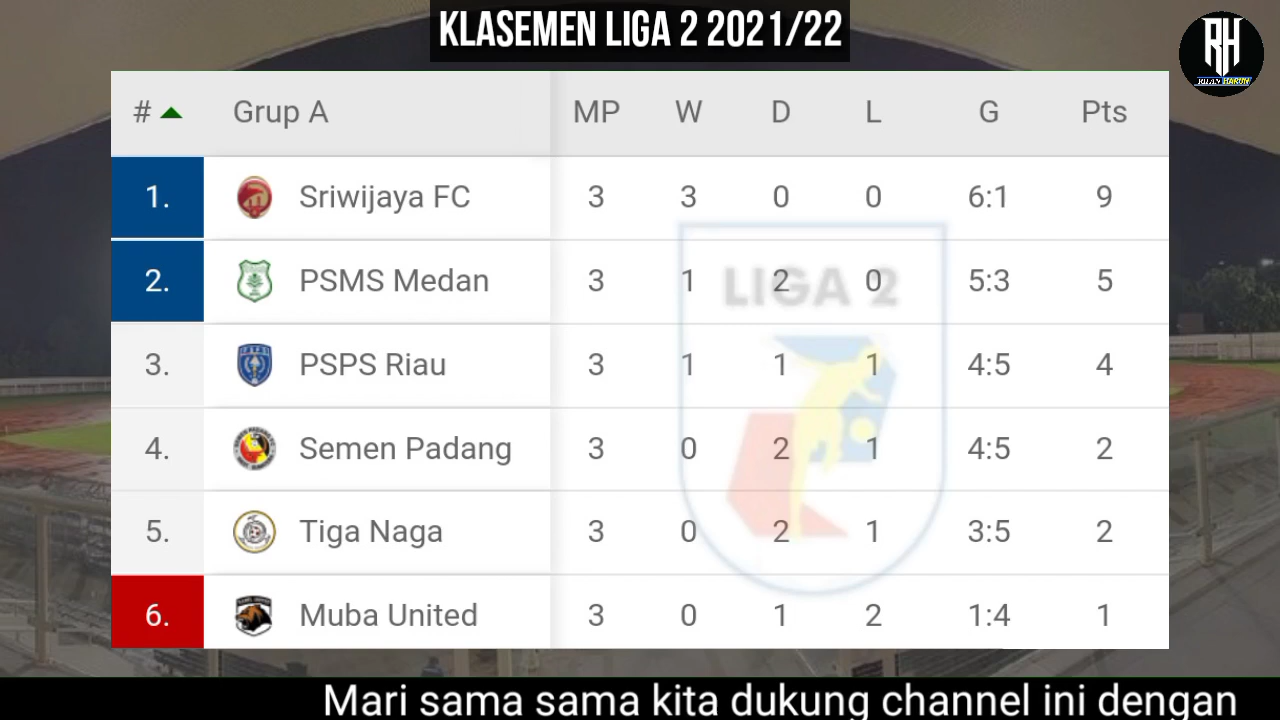 KLASEMEN LIGA 2 2021/22
RH
RILAN HARUN
# Grup A MP W D L G Pts
1. Sriwijaya FC 3 3 0 0 6:1 9
2. PSMS Medan 3 1 2 0 5:3 5
3. PSPS Riau 3 1 1 1 4:5 4
4. Semen Padang 3 0 2 1 4:5 2
5. Tiga Naga 3 0 2 1 3:5 2
6. Muba United 3 0 1 2 1:4 1
LIGA 2
Mari sama sama kita dukung channel ini dengan